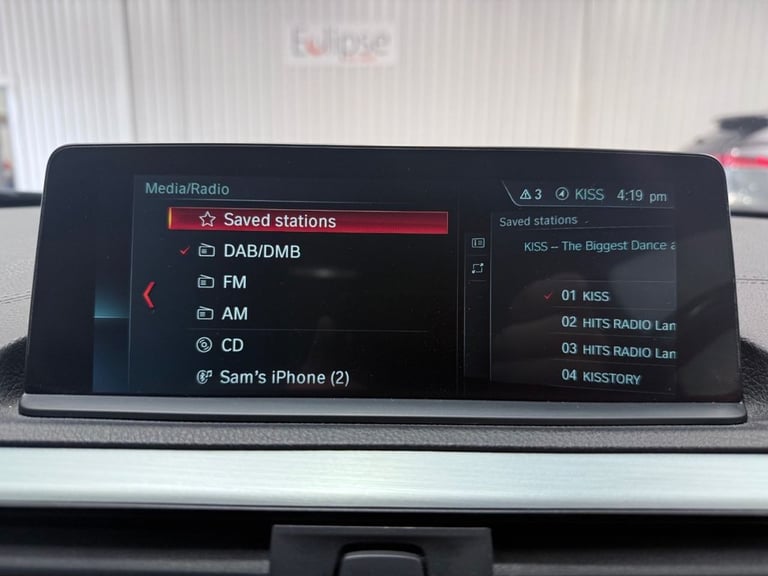 Eclipse
Media/Radio
3 KISS 4:19 pm
Saved stations
DAB/DMB
FM
AM
CD
Sam's iPhone (2)
Saved stations
KISS -- The Biggest Dance a
01 KISS
02 HITS RADIO Lan
03 HITS RADIO Lan
04 KISSTORY